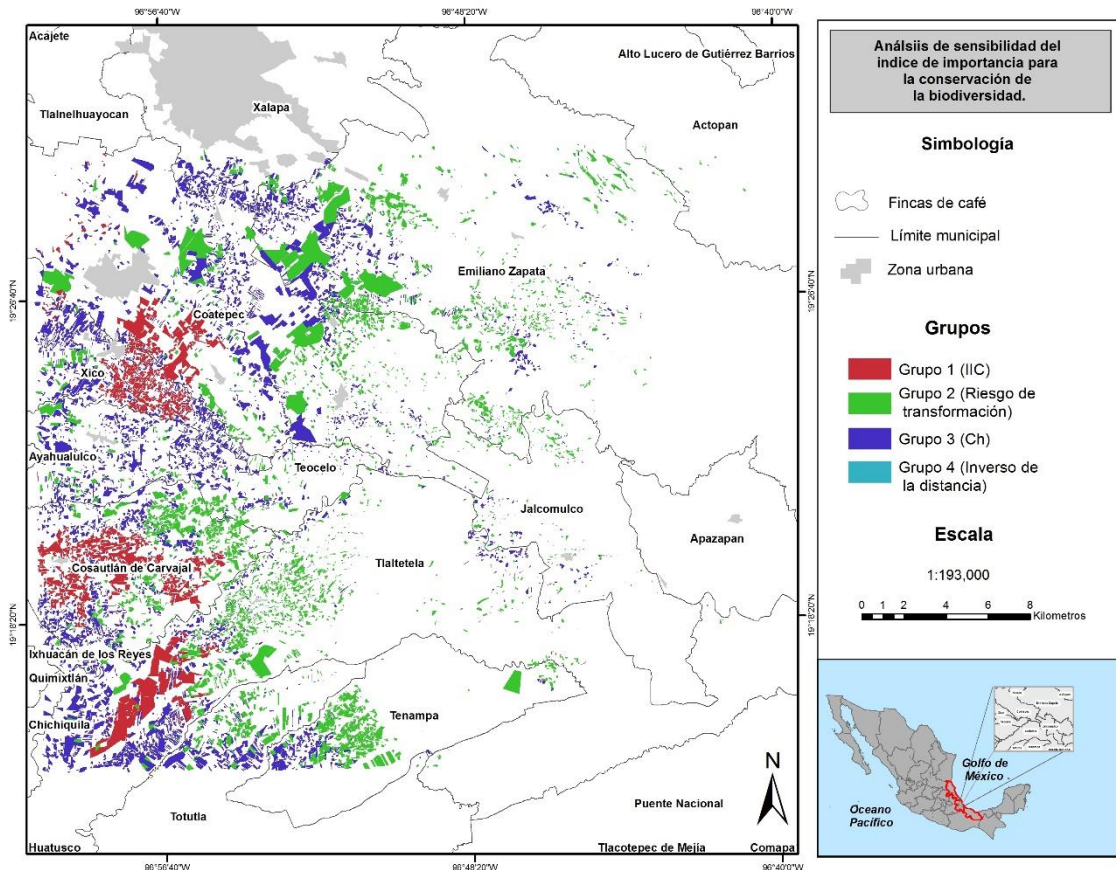 96°56'40"W
96°48'20"W
96°40'0"W
Acajete
Alto Lucero de Gutiérrez Barrios
Xalapa
Tlalnelhuayocan
Actopan
Emiliano Zapata
19°26'40"N
19°26'40"N
Coatepec
Xico
Ayahualulco
Teocelo
Jalcomulco
Apazapan
Tlaltetela
Cosautlán de Carvajal
19°18'20"N
19°18'20"N
Ixhuacán de los Reyes
Quimixtlán
Chichiquila
Tenampa
N
Totutla
Puente Nacional
Huatusco
Tlacotepec de Mejía
Comapa
96°56'40"W
96°48'20"W
96°40'0"W
Análsiis de sensibilidad del
indice de importancia para
la conservación de
la biodiversidad.
Simbología
Fincas de café
Límite municipal
Zona urbana
Grupos
Grupo 1 (IIC)
Grupo 2 (Riesgo de
transformación)
Grupo 3 (Ch)
Grupo 4 (Inverso de
la distancia)
Escala
1:193,000
0 1 2 4 6 8
Kilometros
Golfo de
México
Oceano
Pacífico